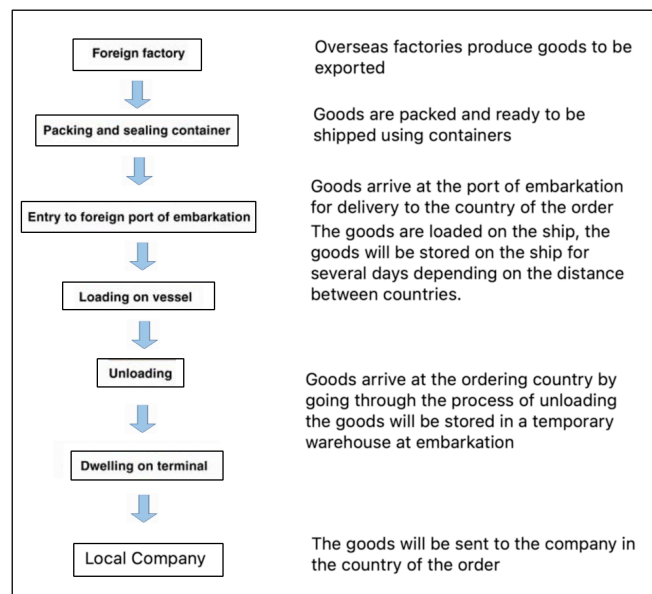 Foreign factory
Overseas factories produce goods to be
exported
Packing and sealing container
Goods are packed and ready to be
shipped using containers
Entry to foreign port of embarkation
Goods arrive at the port of embarkation
for delivery to the country of the order
The goods are loaded on the ship, the
goods will be stored on the ship for
several days depending on the distance
between countries.
Loading on vessel
Unloading
Goods arrive at the ordering country by
going through the process of unloading
the goods will be stored in a temporary
warehouse at embarkation
Dwelling on terminal
Local Company
The goods will be sent to the company in
the country of the order